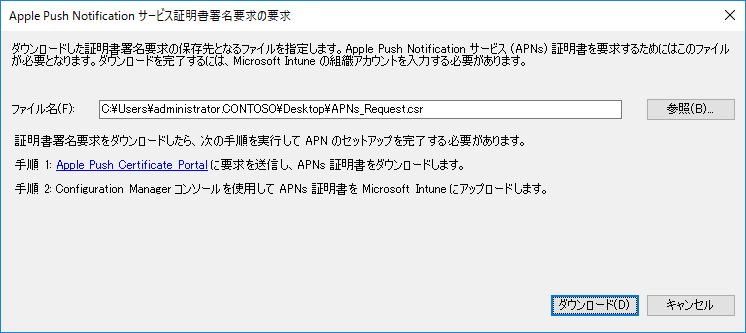 Apple Push Notification サービス証明書署名要求の要求
ダウンロードした証明書署名要求の保存先となるファイルを指定します。Apple Push Notification サービス (APNs) 証明書を要求するためにはこのファイル
が必要となります。ダウンロードを完了するには、Microsoft Intune の組織アカウントを入力する必要があります。
ファイル名(F): C:¥Users¥administrator.CONTOSO¥Desktop¥APNs_Request.csr 参照(B)...
証明書署名要求をダウンロードしたら、次の手順を実行して APN のセットアップを完了する必要があります。
手順 1: Apple Push Certificate Portal に要求を送信し、APNs 証明書をダウンロードします。
手順 2: Configuration Manager コンソールを使用して APNs 証明書を Microsoft Intune にアップロードします。
ダウンロード(D) キャンセル